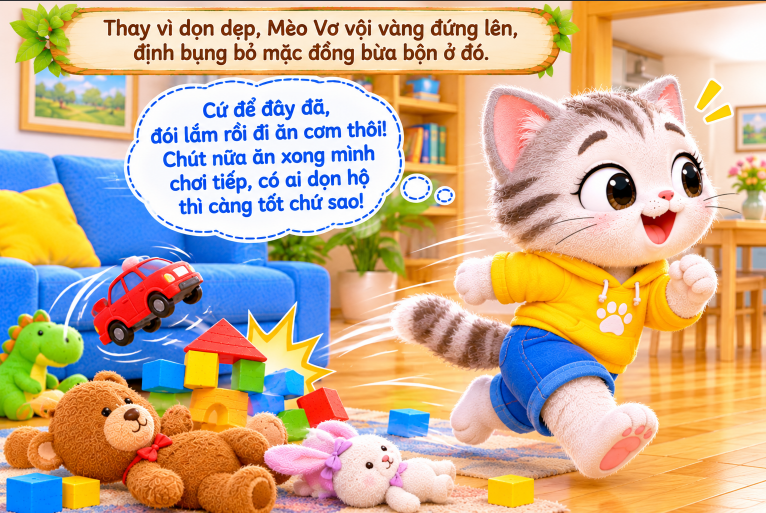 Thay vì dọn dẹp, Mèo Vơ vội vàng đứng lên,
định bụng bỏ mặc đồng bừa bộn ở đó.
Cứ để đây đã,
đói lắm rồi đi ăn cơm thôi!
Chút nữa ăn xong mình
chơi tiếp, có ai dọn hộ
thì càng tốt chứ sao!